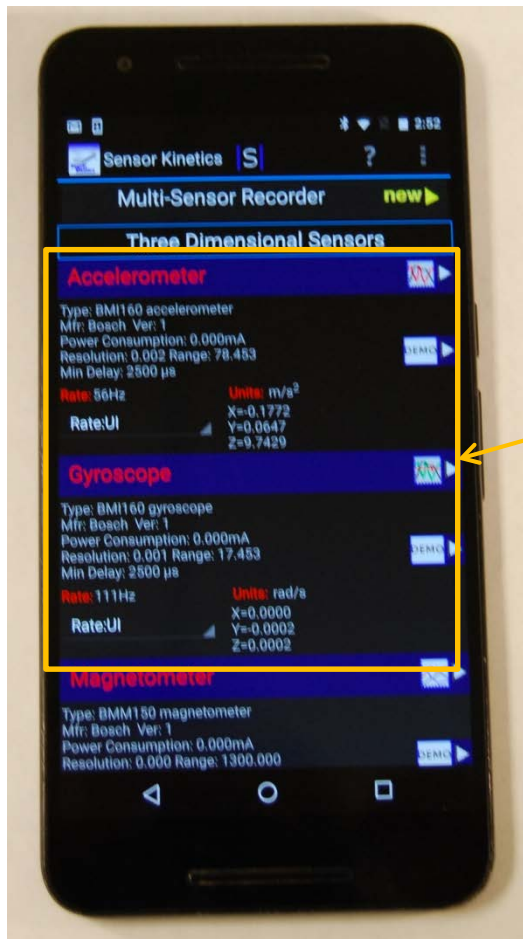 2:52
Sensor Kinetics |S| ?
Multi-Sensor Recorder new
Three Dimensional Sensors
Accelerometer
Type: BMI160 accelerometer
Mfr: Bosch Ver: 1
Power Consumption: 0.000mA
DEMO
Resolution: 0.002 Range: 78.453
Min Delay: 2500 µs
Rate: 56Hz Units: m/s²
Rate:UI
X=-0.1772
Y=0.0647
Z=9.7429
Gyroscope
Type: BMI160 gyroscope
Mfr: Bosch Ver: 1
Power Consumption: 0.000mA
DEMO
Resolution: 0.001 Range: 17.453
Min Delay: 2500 µs
Rate: 111Hz Units: rad/s
Rate:UI
X=0.0000
Y=-0.0002
Z=0.0002
Magnetometer
Type: BMM150 magnetometer
Mfr: Bosch Ver: 1
Power Consumption: 0.000mA
DEMO
Resolution: 0.000 Range: 1300.000